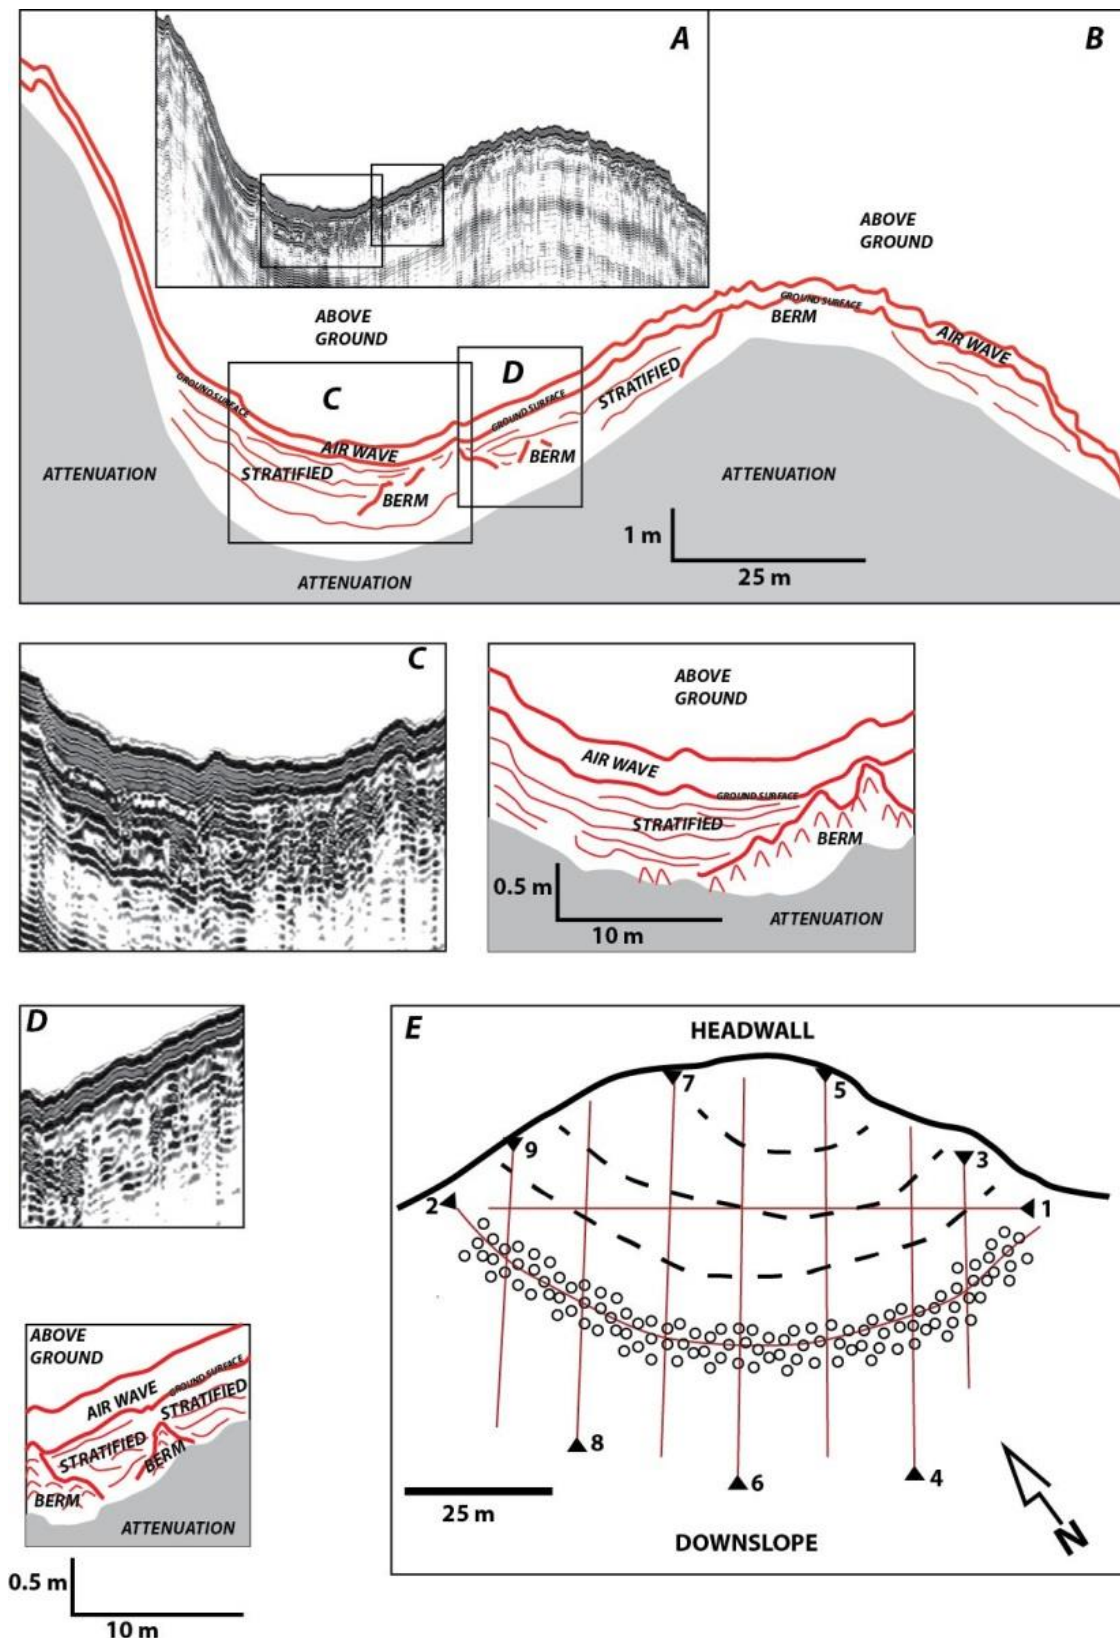 A
B
ABOVE
GROUND
ABOVE
GROUND
GROUND SURFACE
BERM
AIR WAVE
D
C
GROUND SURFACE
GROUND SURFACE
STRATIFIED
AIR WAVE
STRATIFIED
BERM
BERM
ATTENUATION
ATTENUATION
1 m
25 m
ATTENUATION
C
ABOVE
GROUND
AIR WAVE
GROUND SURFACE
STRATIFIED
BERM
0.5 m
10 m
ATTENUATION
D
ABOVE
GROUND
AIR WAVE
GROUND SURFACE
STRATIFIED
STRATIFIED
BERM
BERM
ATTENUATION
0.5 m
10 m
E
HEADWALL
7
5
9
3
2
1
8
6
4
25 m
DOWNSLOPE
N